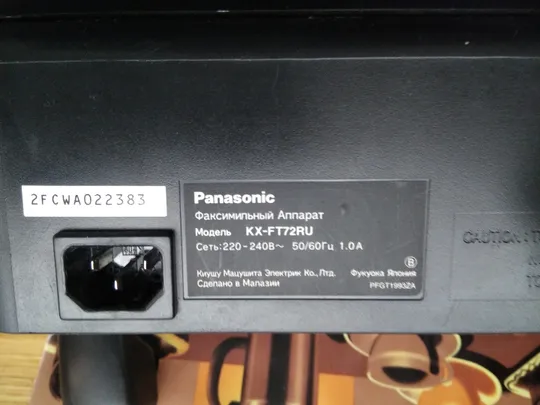 2FCWA022383
Panasonic
Факсимильный Аппарат
Модель KX-FT72RU
Сеть:220-240В~ 50/60Гц 1.0А
B
Киушу Мацушита Электрик Ко., Лтд. Фукуока Япония
Сделано в Малазии
PFGT1993ZA
CAUTION